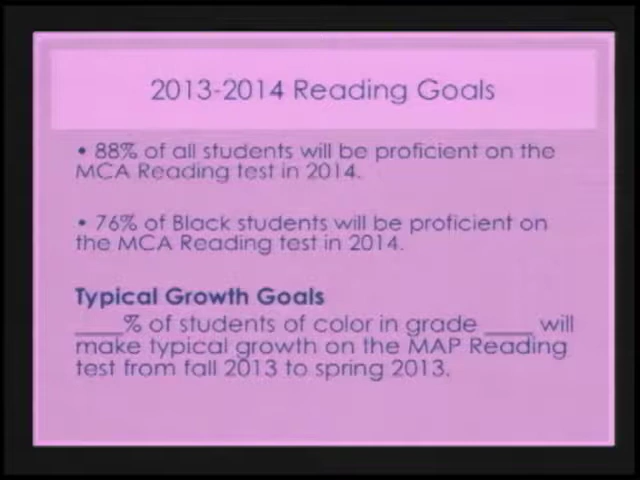 2013-2014 Reading Goals
• 88% of all students will be proficient on the
MCA Reading test in 2014.
• 76% of Black students will be proficient on
the MCA Reading test in 2014.
Typical Growth Goals
____% of students of color in grade ____ will
make typical growth on the MAP Reading
test from fall 2013 to spring 2013.